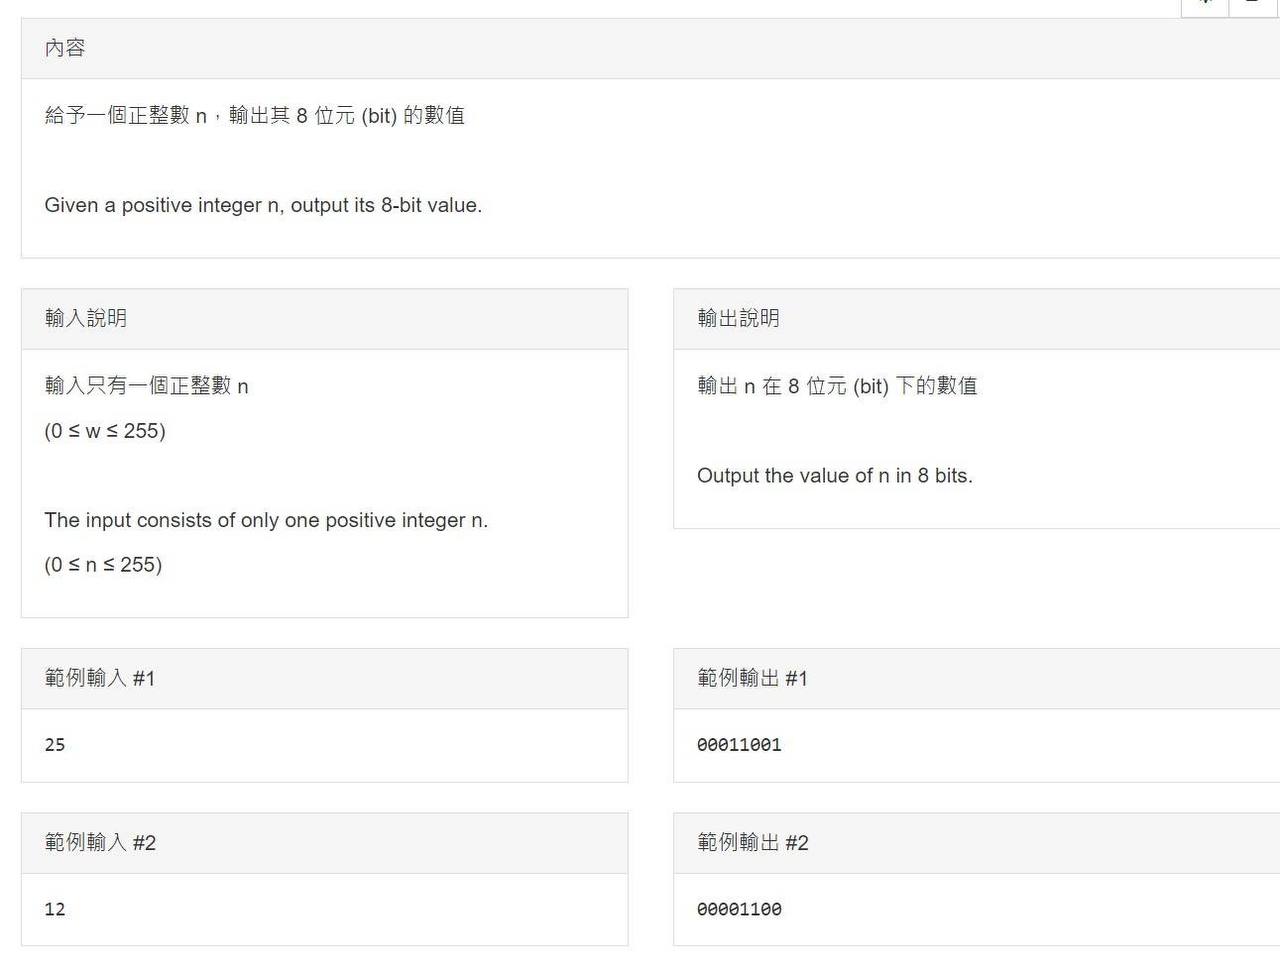 內容
給予一個正整數 n，輸出其 8 位元 (bit) 的數值
Given a positive integer n, output its 8-bit value.
輸入說明
輸入只有一個正整數 n
(0 ≤ w ≤ 255)
The input consists of only one positive integer n.
(0 ≤ n ≤ 255)
輸出說明
輸出 n 在 8 位元 (bit) 下的數值
Output the value of n in 8 bits.
範例輸入 #1
25
範例輸出 #1
00011001
範例輸入 #2
12
範例輸出 #2
00001100